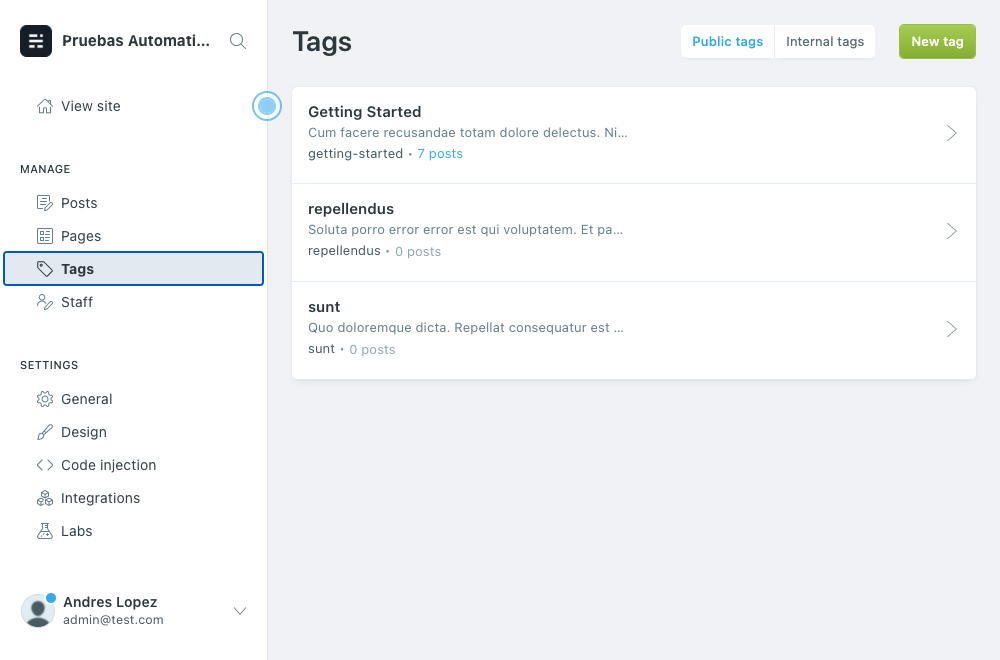 Pruebas Automati...
View site
MANAGE
Posts
Pages
Tags
Staff
SETTINGS
General
Design
Code injection
Integrations
Labs
Andres Lopez
admin@test.com
Tags
Public tags
Internal tags
New tag
Getting Started
Cum facere recusandae totam dolore delectus. Ni...
getting-started • 7 posts
repellendus
Soluta porro error error est qui voluptatem. Et pa...
repellendus • 0 posts
sunt
Quo doloremque dicta. Repellat consequatur est ...
sunt • 0 posts